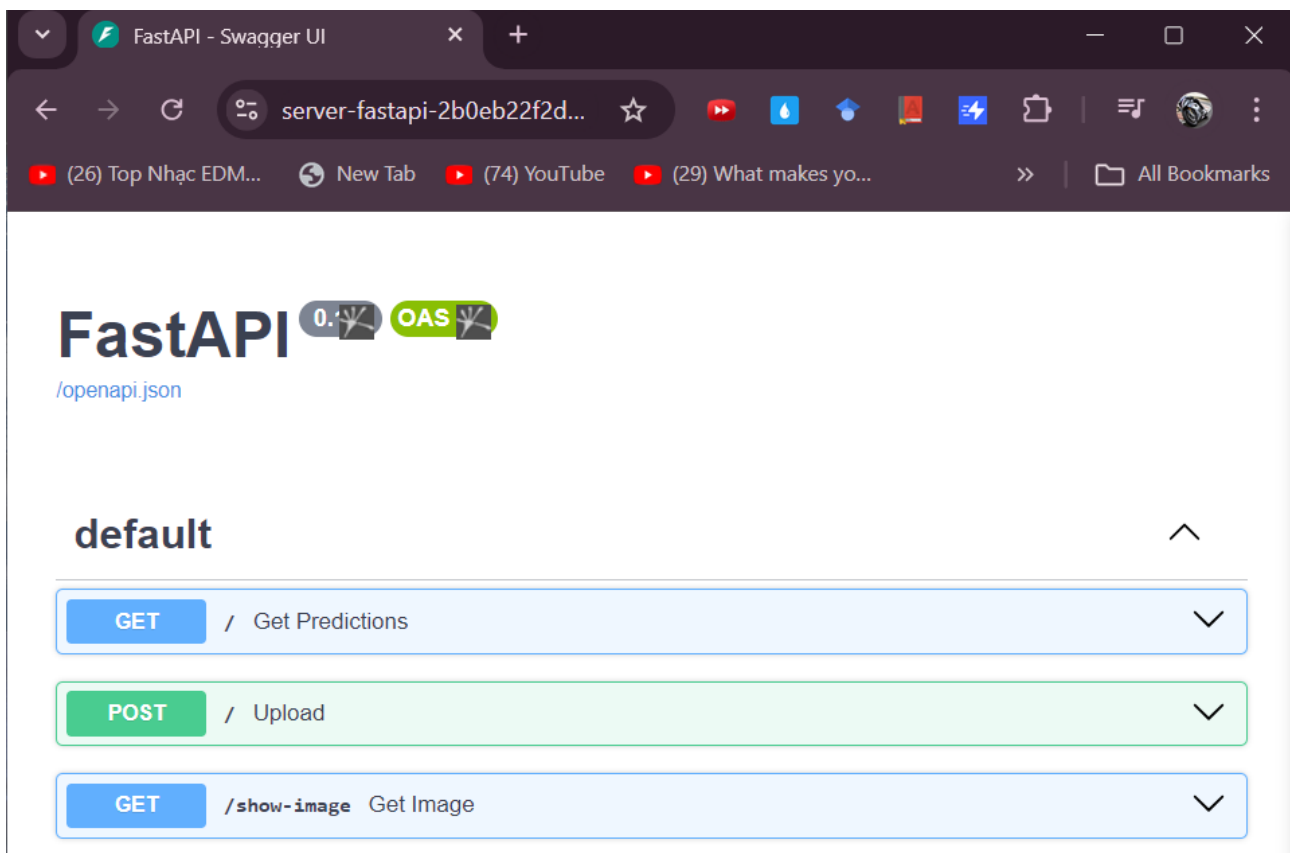 FastAPI - Swagger UI
server-fastapi-2b0eb22f2d...
(26) Top Nhạc EDM... New Tab (74) YouTube (29) What makes yo... » All Bookmarks
FastAPI 0. OAS
/openapi.json
default
GET / Get Predictions
POST / Upload
GET /show-image Get Image